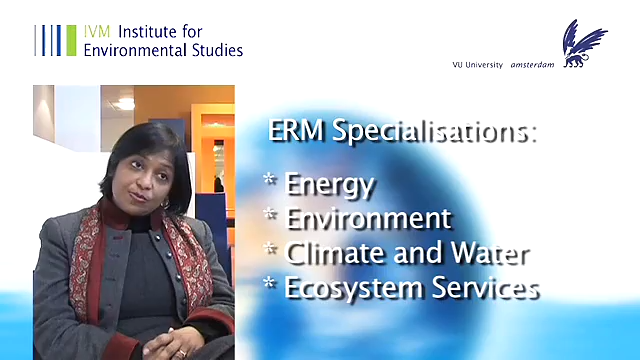 IVM Institute for
Environmental Studies
VU University amsterdam
ERM Specialisations:
* Energy
* Environment
* Climate and Water
* Ecosystem Services